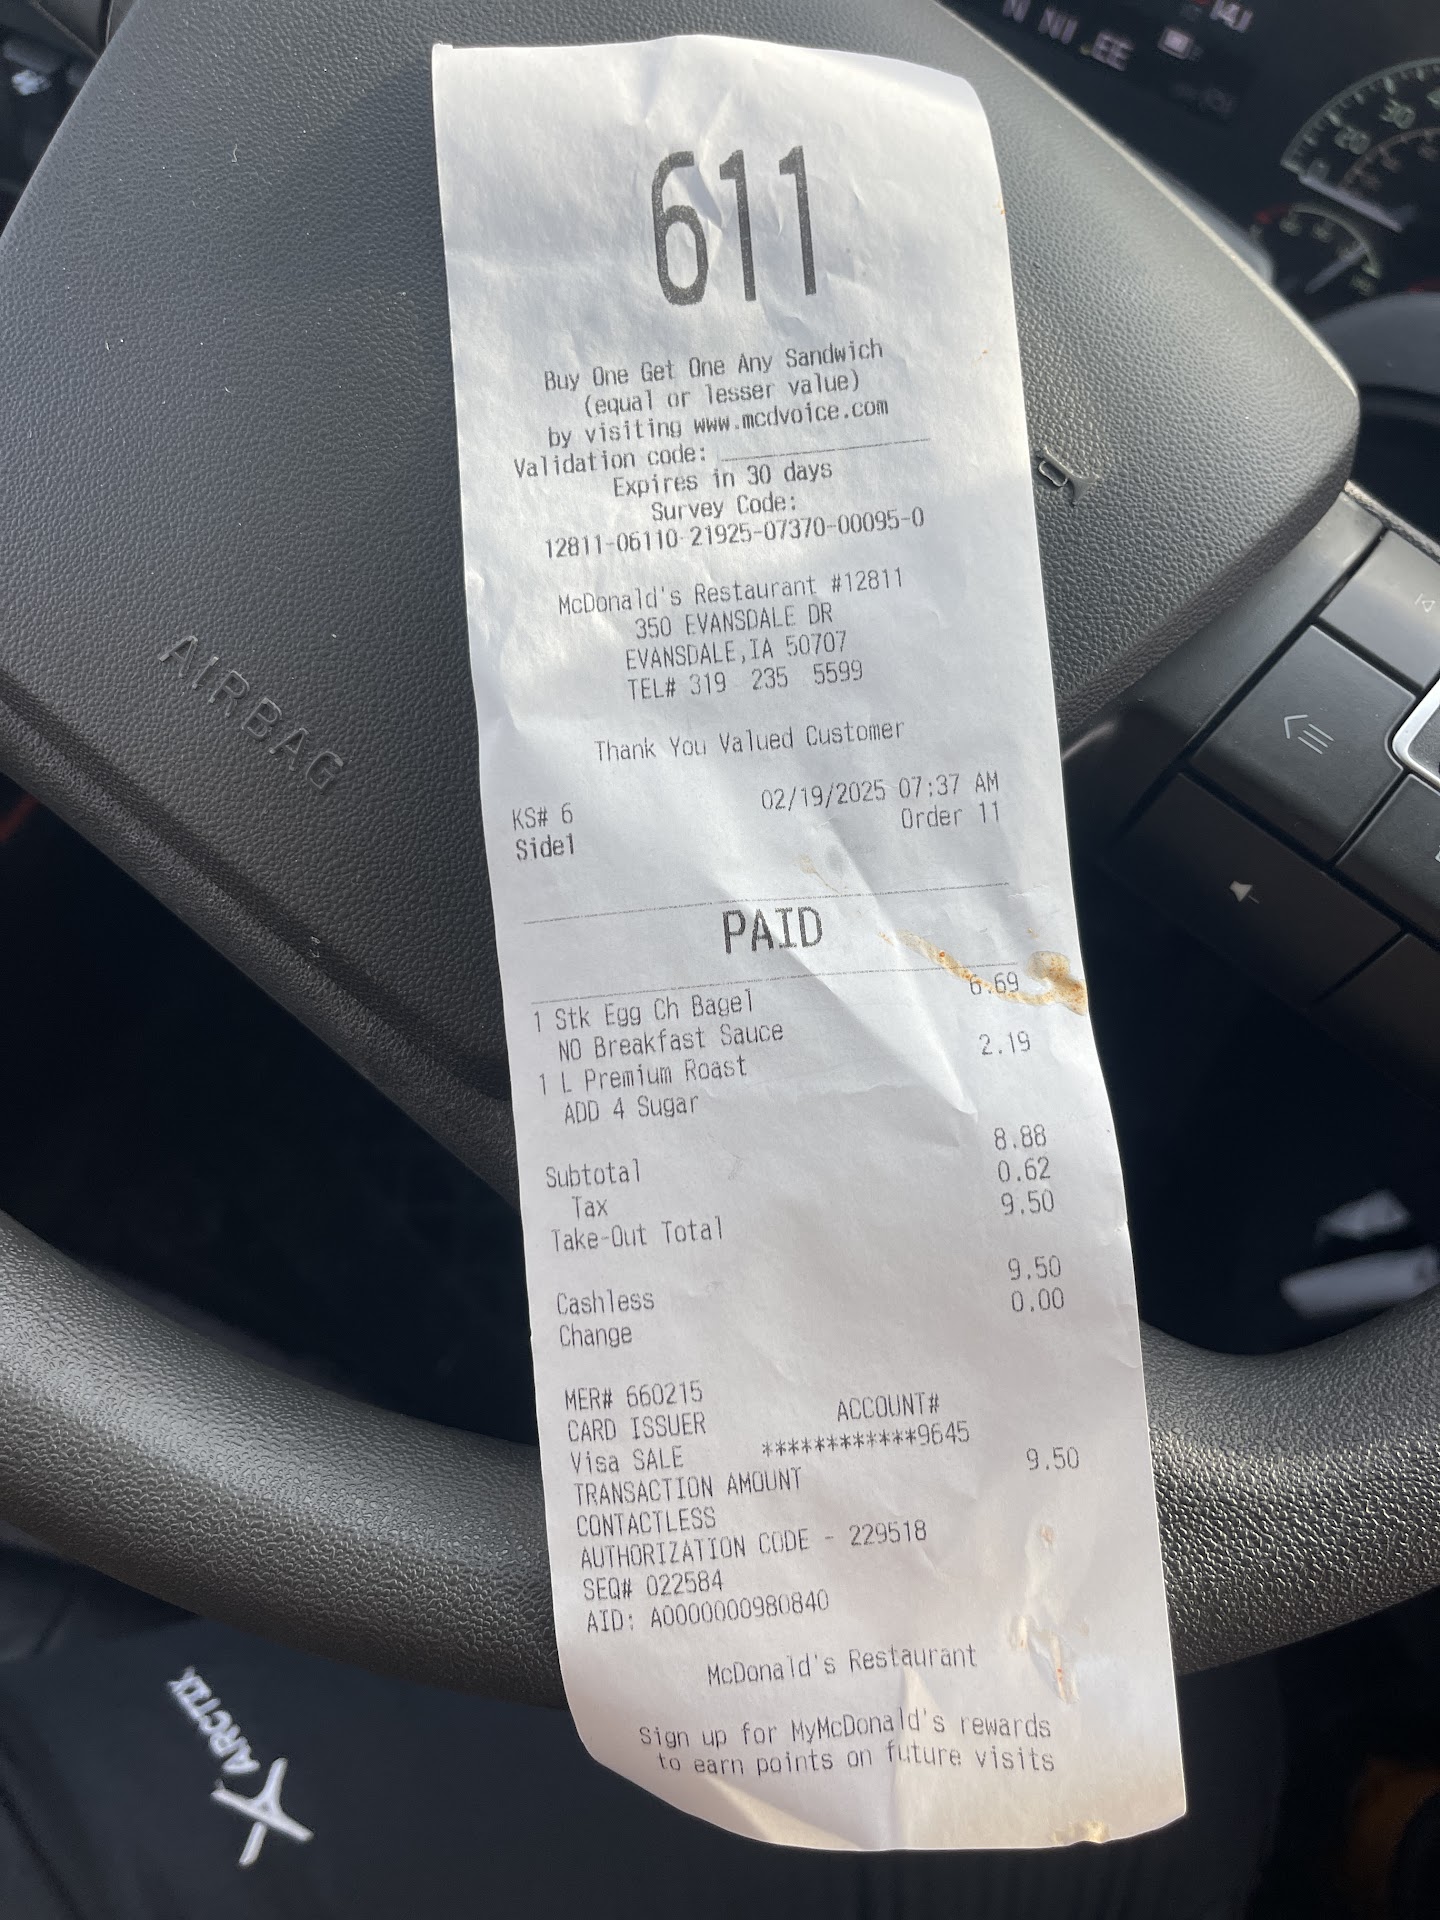 611
Buy One Get One Any Sandwich
(equal or lesser value)
by visiting www.mcdvoice.com
Validation code: ____________
Expires in 30 days
Survey Code:
12811-06110-21925-07370-00095-0
McDonald's Restaurant #12811
350 EVANSDALE DR
EVANSDALE,IA 50707
TEL# 319 235 5599
Thank You Valued Customer
KS# 6 02/19/2025 07:37 AM
Side1 Order 11
PAID
1 Stk Egg Ch Bagel 6.69
NO Breakfast Sauce
1 L Premium Roast 2.19
ADD 4 Sugar
Subtotal 8.88
Tax 0.62
Take-Out Total 9.50
Cashless 9.50
Change 0.00
MER# 660215
CARD ISSUER ACCOUNT#
Visa SALE ************9645
TRANSACTION AMOUNT 9.50
CONTACTLESS
AUTHORIZATION CODE - 229518
SEQ# 022584
AID: A0000000980840
McDonald's Restaurant
Sign up for MyMcDonald's rewards
to earn points on future visits
AIRBAG
ARCTIX